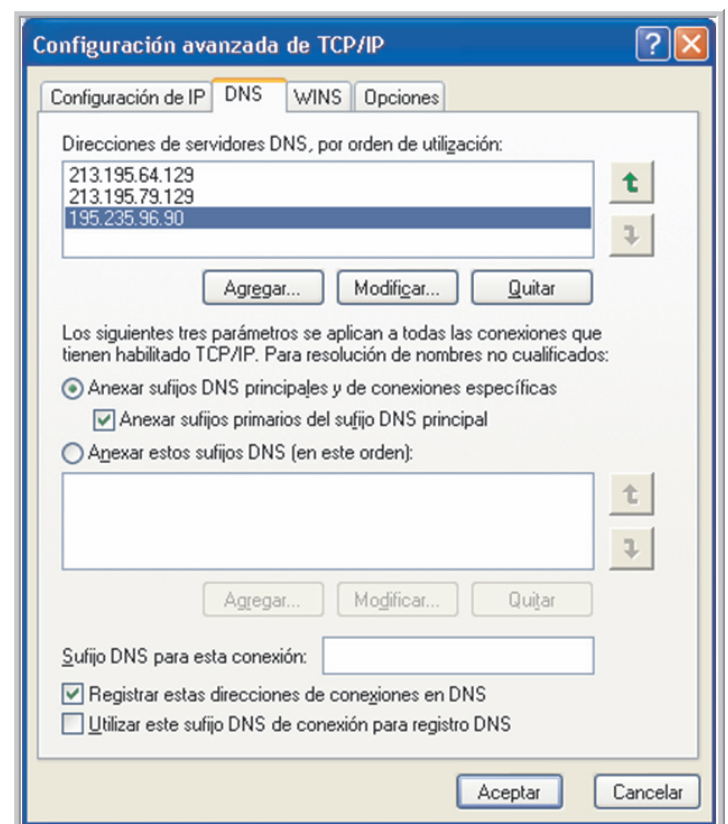 Configuración avanzada de TCP/IP
Configuración de IP DNS WINS Opciones
Direcciones de servidores DNS, por orden de utilización:
213.195.64.129
213.195.79.129
195.235.96.90
Agregar... Modificar... Quitar
Los siguientes tres parámetros se aplican a todas las conexiones que
tienen habilitado TCP/IP. Para resolución de nombres no cualificados:
Anexar sufijos DNS principales y de conexiones específicas
Anexar sufijos primarios del sufijo DNS principal
Anexar estos sufijos DNS (en este orden):
Agregar... Modificar... Quitar
Sufijo DNS para esta conexión:
Registrar estas direcciones de conexiones en DNS
Utilizar este sufijo DNS de conexión para registro DNS
Aceptar Cancelar